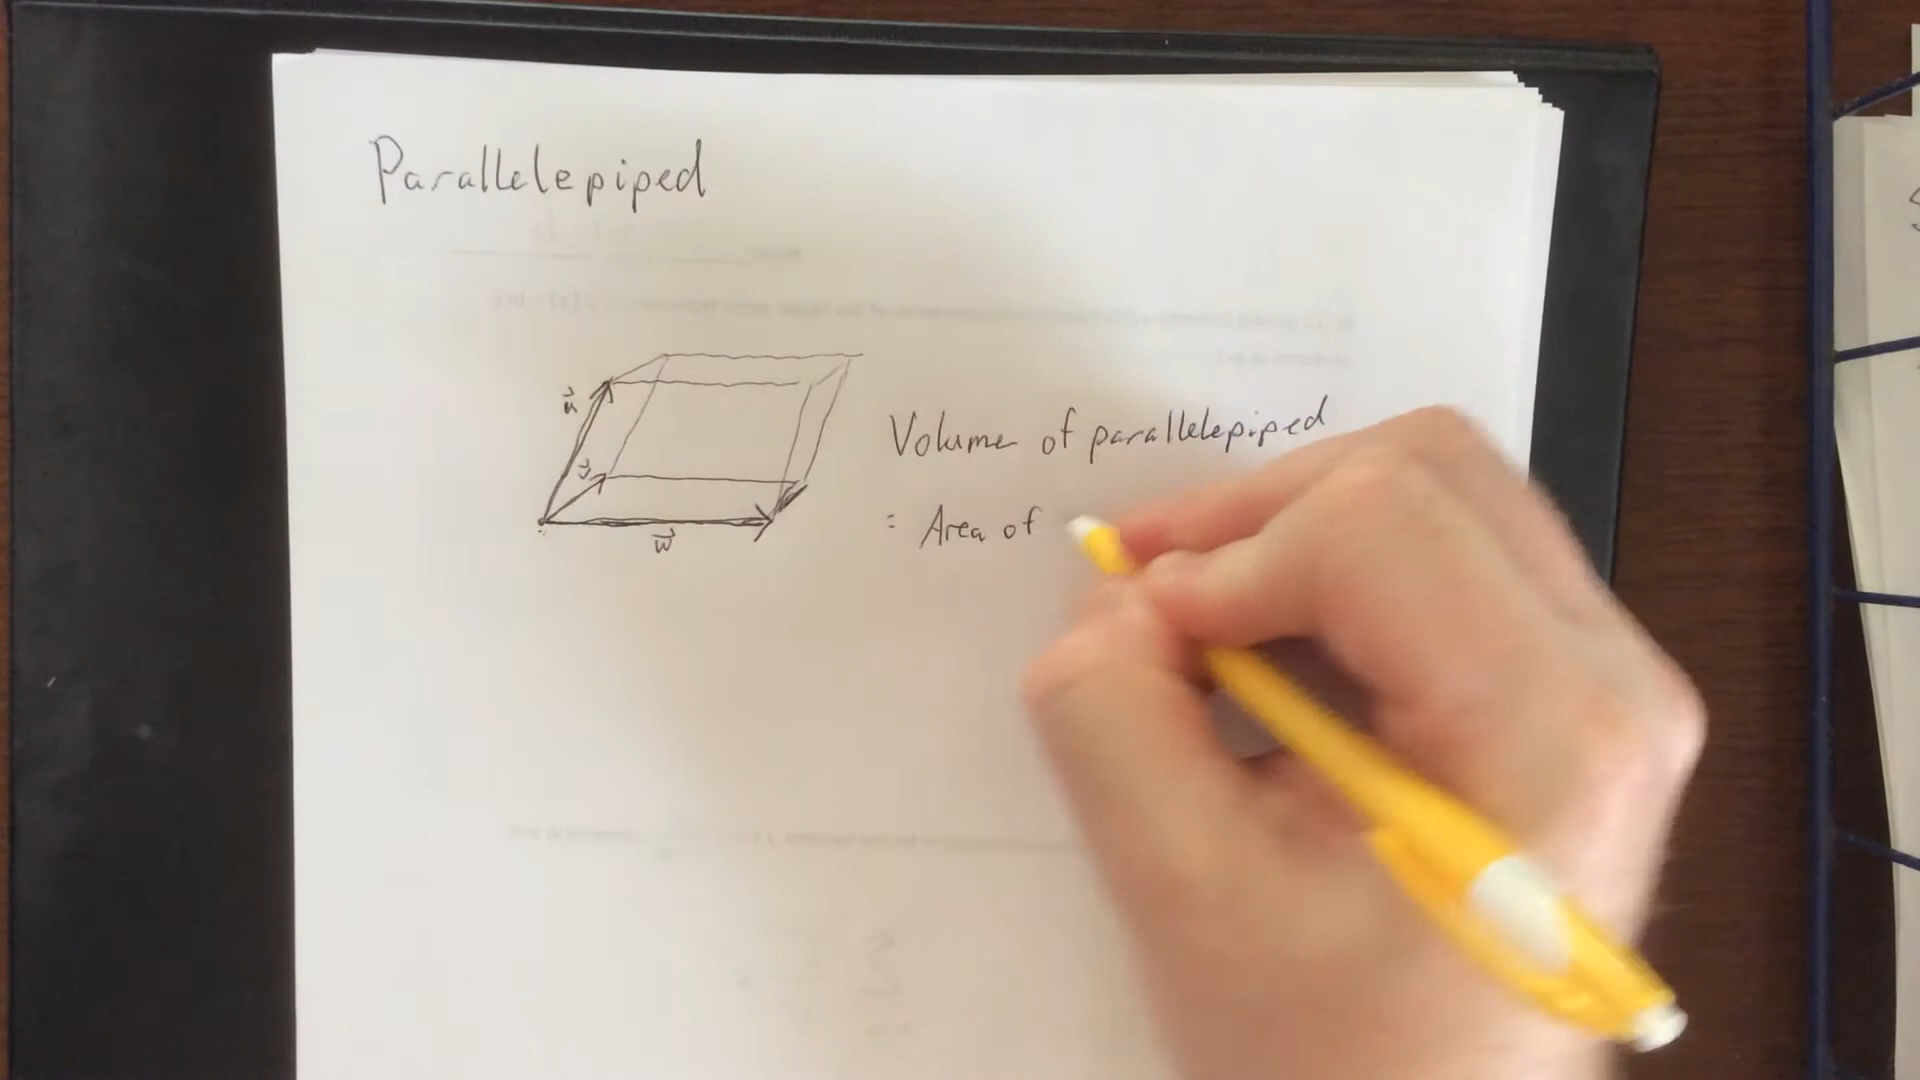 Parallelepiped
u
v
w
Volume of parallelepiped
= Area of